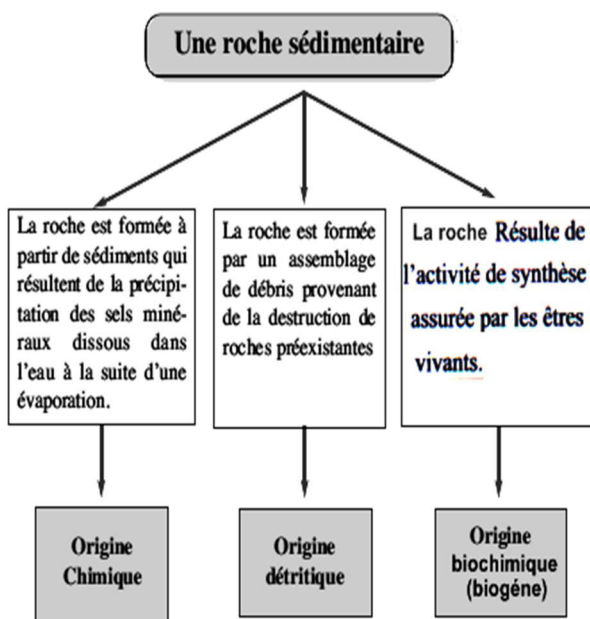 Une roche sédimentaire
La roche est formée à
partir de sédiments qui
résultent de la précipi-
tation des sels miné-
raux dissous dans
l'eau à la suite d'une
évaporation.
La roche est formée
par un assemblage
de débris provenant
de la destruction de
roches préexistantes
La roche Résulte de
l'activité de synthèse
assurée par les êtres
vivants.
Origine
Chimique
Origine
détritique
Origine
biochimique
(biogéne)